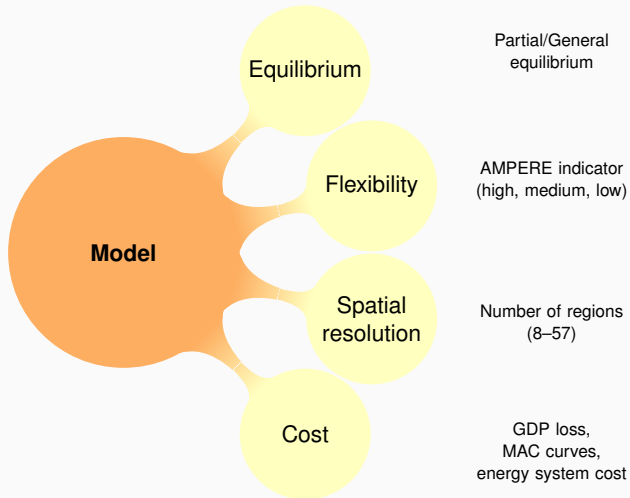 Equilibrium
Partial/General
equilibrium
Flexibility
AMPERE indicator
(high, medium, low)
Model
Spatial
resolution
Number of regions
(8–57)
Cost
GDP loss,
MAC curves,
energy system cost